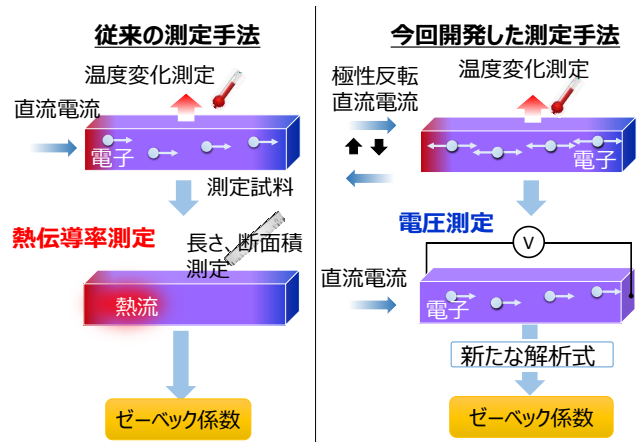 従来の測定手法
温度変化測定
直流電流
電子
測定試料
熱伝導率測定
長さ、断面積
測定
熱流
ゼーベック係数
今回開発した測定手法
極性反転
直流電流
温度変化測定
電子
電圧測定
V
直流電流
電子
新たな解析式
ゼーベック係数